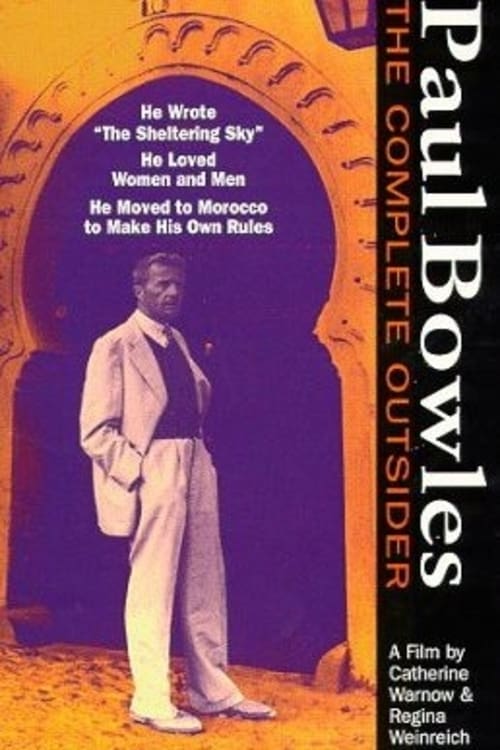 He Wrote
"The Sheltering Sky"
He Loved
Women and Men
He Moved to Morocco
to Make His Own Rules
Paul Bowles
THE COMPLETE OUTSIDER
A Film by
Catherine
Warnow &
Regina
Weinreich